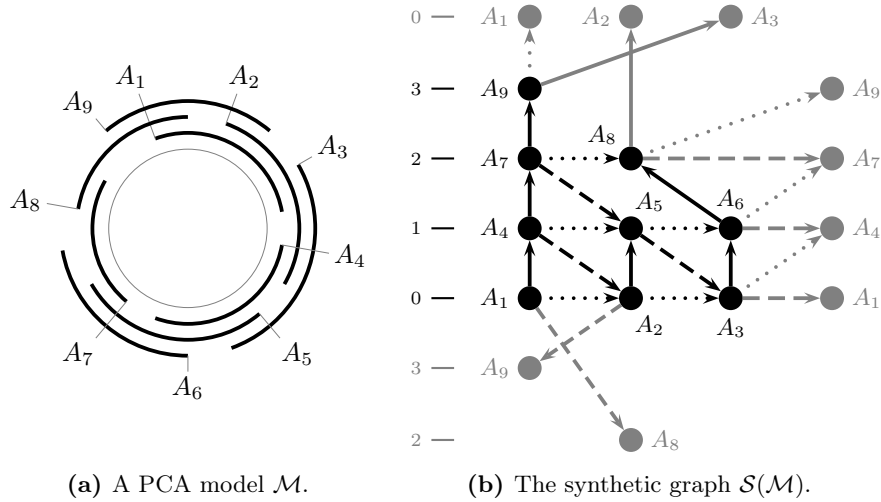 A₁
A₂
A₉
A₃
A₈
A₄
A₇
A₅
A₆
(a) A PCA model ℳ.
0 A₁ A₂ A₃
3 A₉ A₉
2 A₇ A₈ A₇
1 A₄ A₅ A₆ A₄
0 A₁ A₂ A₃ A₁
3 A₉
2 A₈
(b) The synthetic graph 𝒮(ℳ).